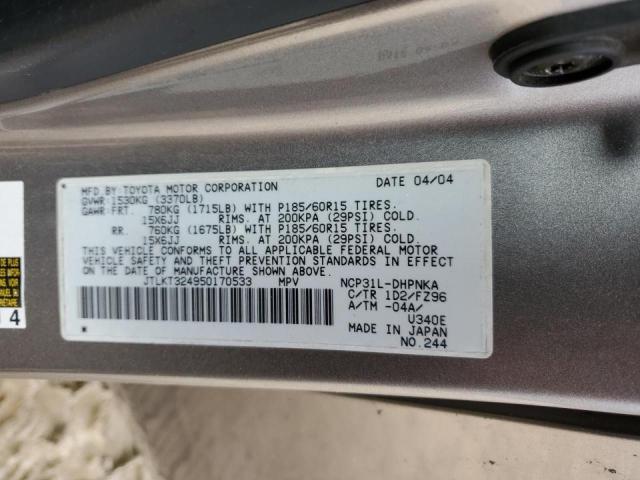 MFD.BY:TOYOTA MOTOR CORPORATION DATE 04/04
GVWR:1530KG (3370LB)
GAWR:FRT. 780KG (1715LB) WITH P185/60R15 TIRES.
15X6JJ RIMS. AT 200KPA (29PSI) COLD.
RR. 760KG (1675LB) WITH P185/60R15 TIRES.
15X6JJ RIMS. AT 200KPA (29PSI) COLD.
THIS VEHICLE CONFORMS TO ALL APPLICABLE FEDERAL MOTOR
VEHICLE SAFETY AND THEFT PREVENTION STANDARDS IN
EFFECT ON THE DATE OF MANUFACTURE SHOWN ABOVE.
JTLKT324950170533 MPV NCP31L-DHPNKA
C/TR 1D2/FZ96
A/TM -04A/
U340E
MADE IN JAPAN
NO.244
4